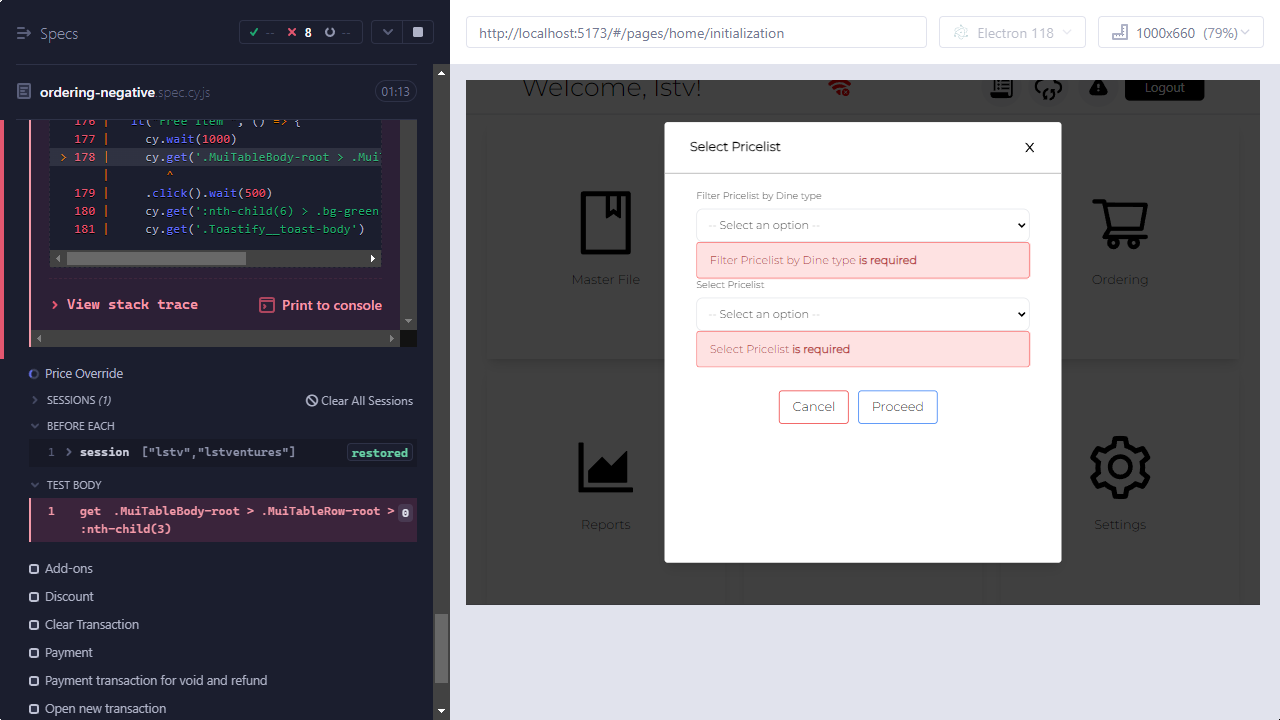 Specs
-- 8 --
ordering-negative.spec.cy.js 01:13
176 | it("Free Item ", () => {
177 | cy.wait(1000)
> 178 | cy.get('.MuiTableBody-root > .Mui
| ^
179 | .click().wait(500)
180 | cy.get(':nth-child(6) > .bg-green
181 | cy.get('.Toastify__toast-body')
View stack trace
Print to console
Price Override
SESSIONS (1)
Clear All Sessions
BEFORE EACH
1 session ["lstv","lstventures"] restored
TEST BODY
1 get .MuiTableBody-root > .MuiTableRow-root > 0
:nth-child(3)
Add-ons
Discount
Clear Transaction
Payment
Payment transaction for void and refund
Open new transaction
http://localhost:5173/#/pages/home/initialization
Electron 118
1000x660 (79%)
Welcome, lstv!
Logout
Select Pricelist
X
Filter Pricelist by Dine type
-- Select an option --
Filter Pricelist by Dine type is required
Select Pricelist
-- Select an option --
Select Pricelist is required
Cancel
Proceed
Master File
Ordering
Reports
Settings